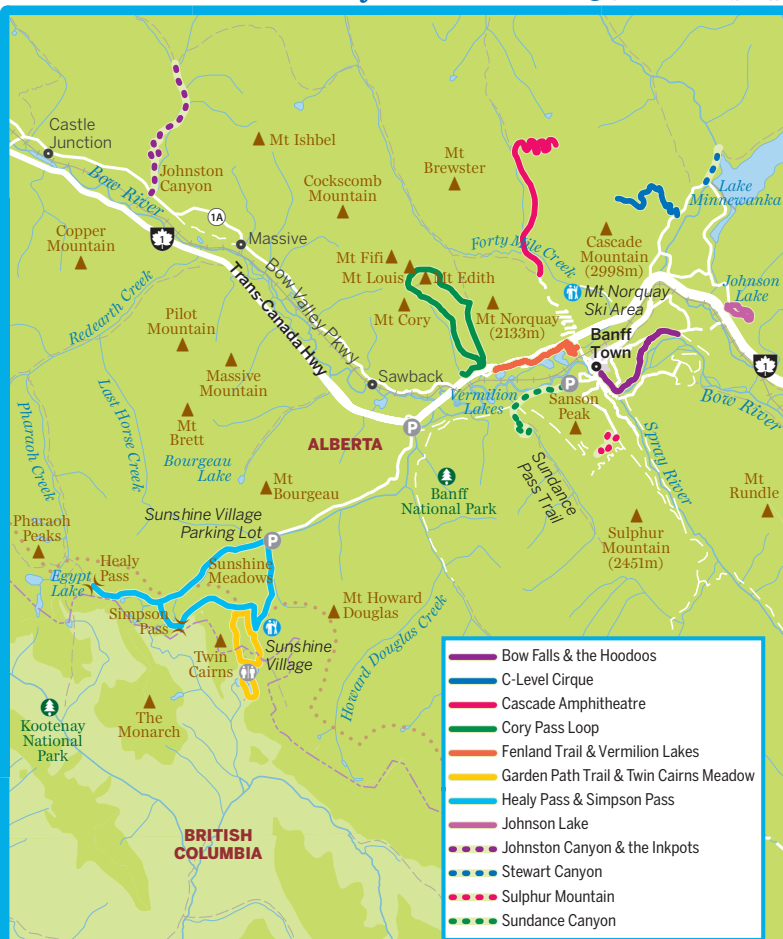 Castle
Junction
Mt Ishbel
Johnston
Canyon
Bow River
Mt
Brewster
Cockscomb
Mountain
Lake
Minnewanka
1A
1
Massive
Copper
Mountain
Forty Mile Creek
Cascade
Mountain
(2998m)
Mt Fifi
Mt Louis
Mt Edith
Bow Valley Pkwy
Trans-Canada Hwy
Redearth Creek
Mt Norquay
Ski Area
Johnson
Lake
Mt Cory
Mt Norquay
(2133m)
Pilot
Mountain
Banff
Town
Massive
Mountain
Sawback
1
Last Horse Creek
Pharaoh Creek
Vermilion
Lakes
P
Sanson
Peak
Bow River
Mt
Brett
P
ALBERTA
Bourgeau
Lake
Spray River
Sundance
Pass Trail
Mt
Bourgeau
Banff
National Park
Mt
Rundle
Sunshine Village
Parking Lot
P
Pharaoh
Peaks
Sulphur
Mountain
(2451m)
Healy
Pass
Egypt
Lake
Sunshine
Meadows
Simpson
Pass
Mt Howard
Douglas
Howard Douglas Creek
Twin
Cairns
Sunshine
Village
Kootenay
National
Park
The
Monarch
BRITISH
COLUMBIA
Bow Falls & the Hoodoos
C-Level Cirque
Cascade Amphitheatre
Cory Pass Loop
Fenland Trail & Vermilion Lakes
Garden Path Trail & Twin Cairns Meadow
Healy Pass & Simpson Pass
Johnson Lake
Johnston Canyon & the Inkpots
Stewart Canyon
Sulphur Mountain
Sundance Canyon